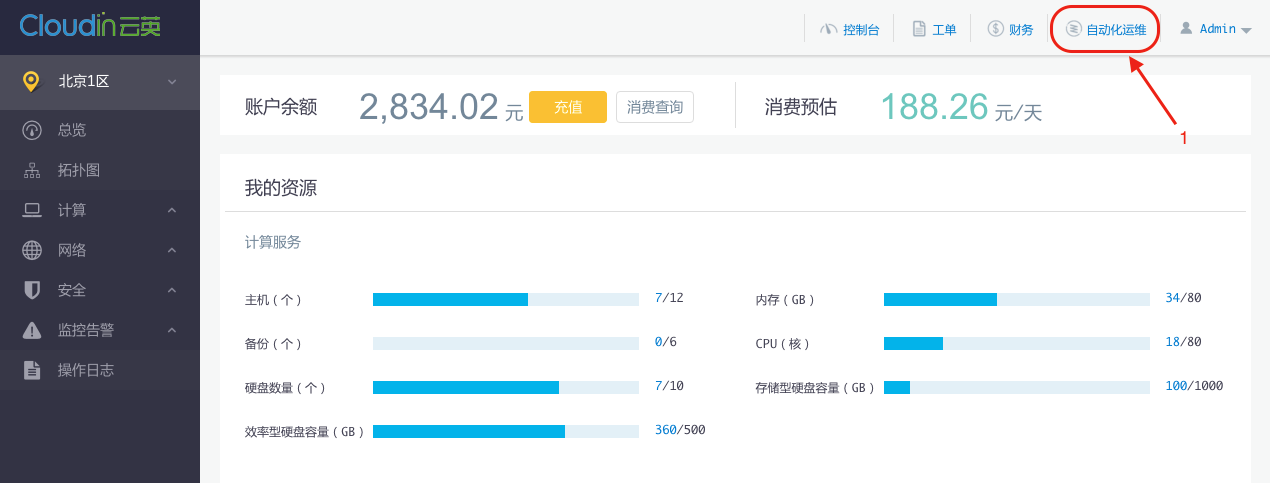 Cloudin云英
控制台 工单 财务 自动化运维 Admin
1
北京1区
总览
拓扑图
计算
网络
安全
监控告警
操作日志
账户余额 2,834.02 元 充值 消费查询 消费预估 188.26 元/天
我的资源
计算服务
主机(个) 7/12 内存(GB) 34/80
备份(个) 0/6 CPU(核) 18/80
硬盘数量(个) 7/10 存储型硬盘容量(GB) 100/1000
效率型硬盘容量(GB) 360/500